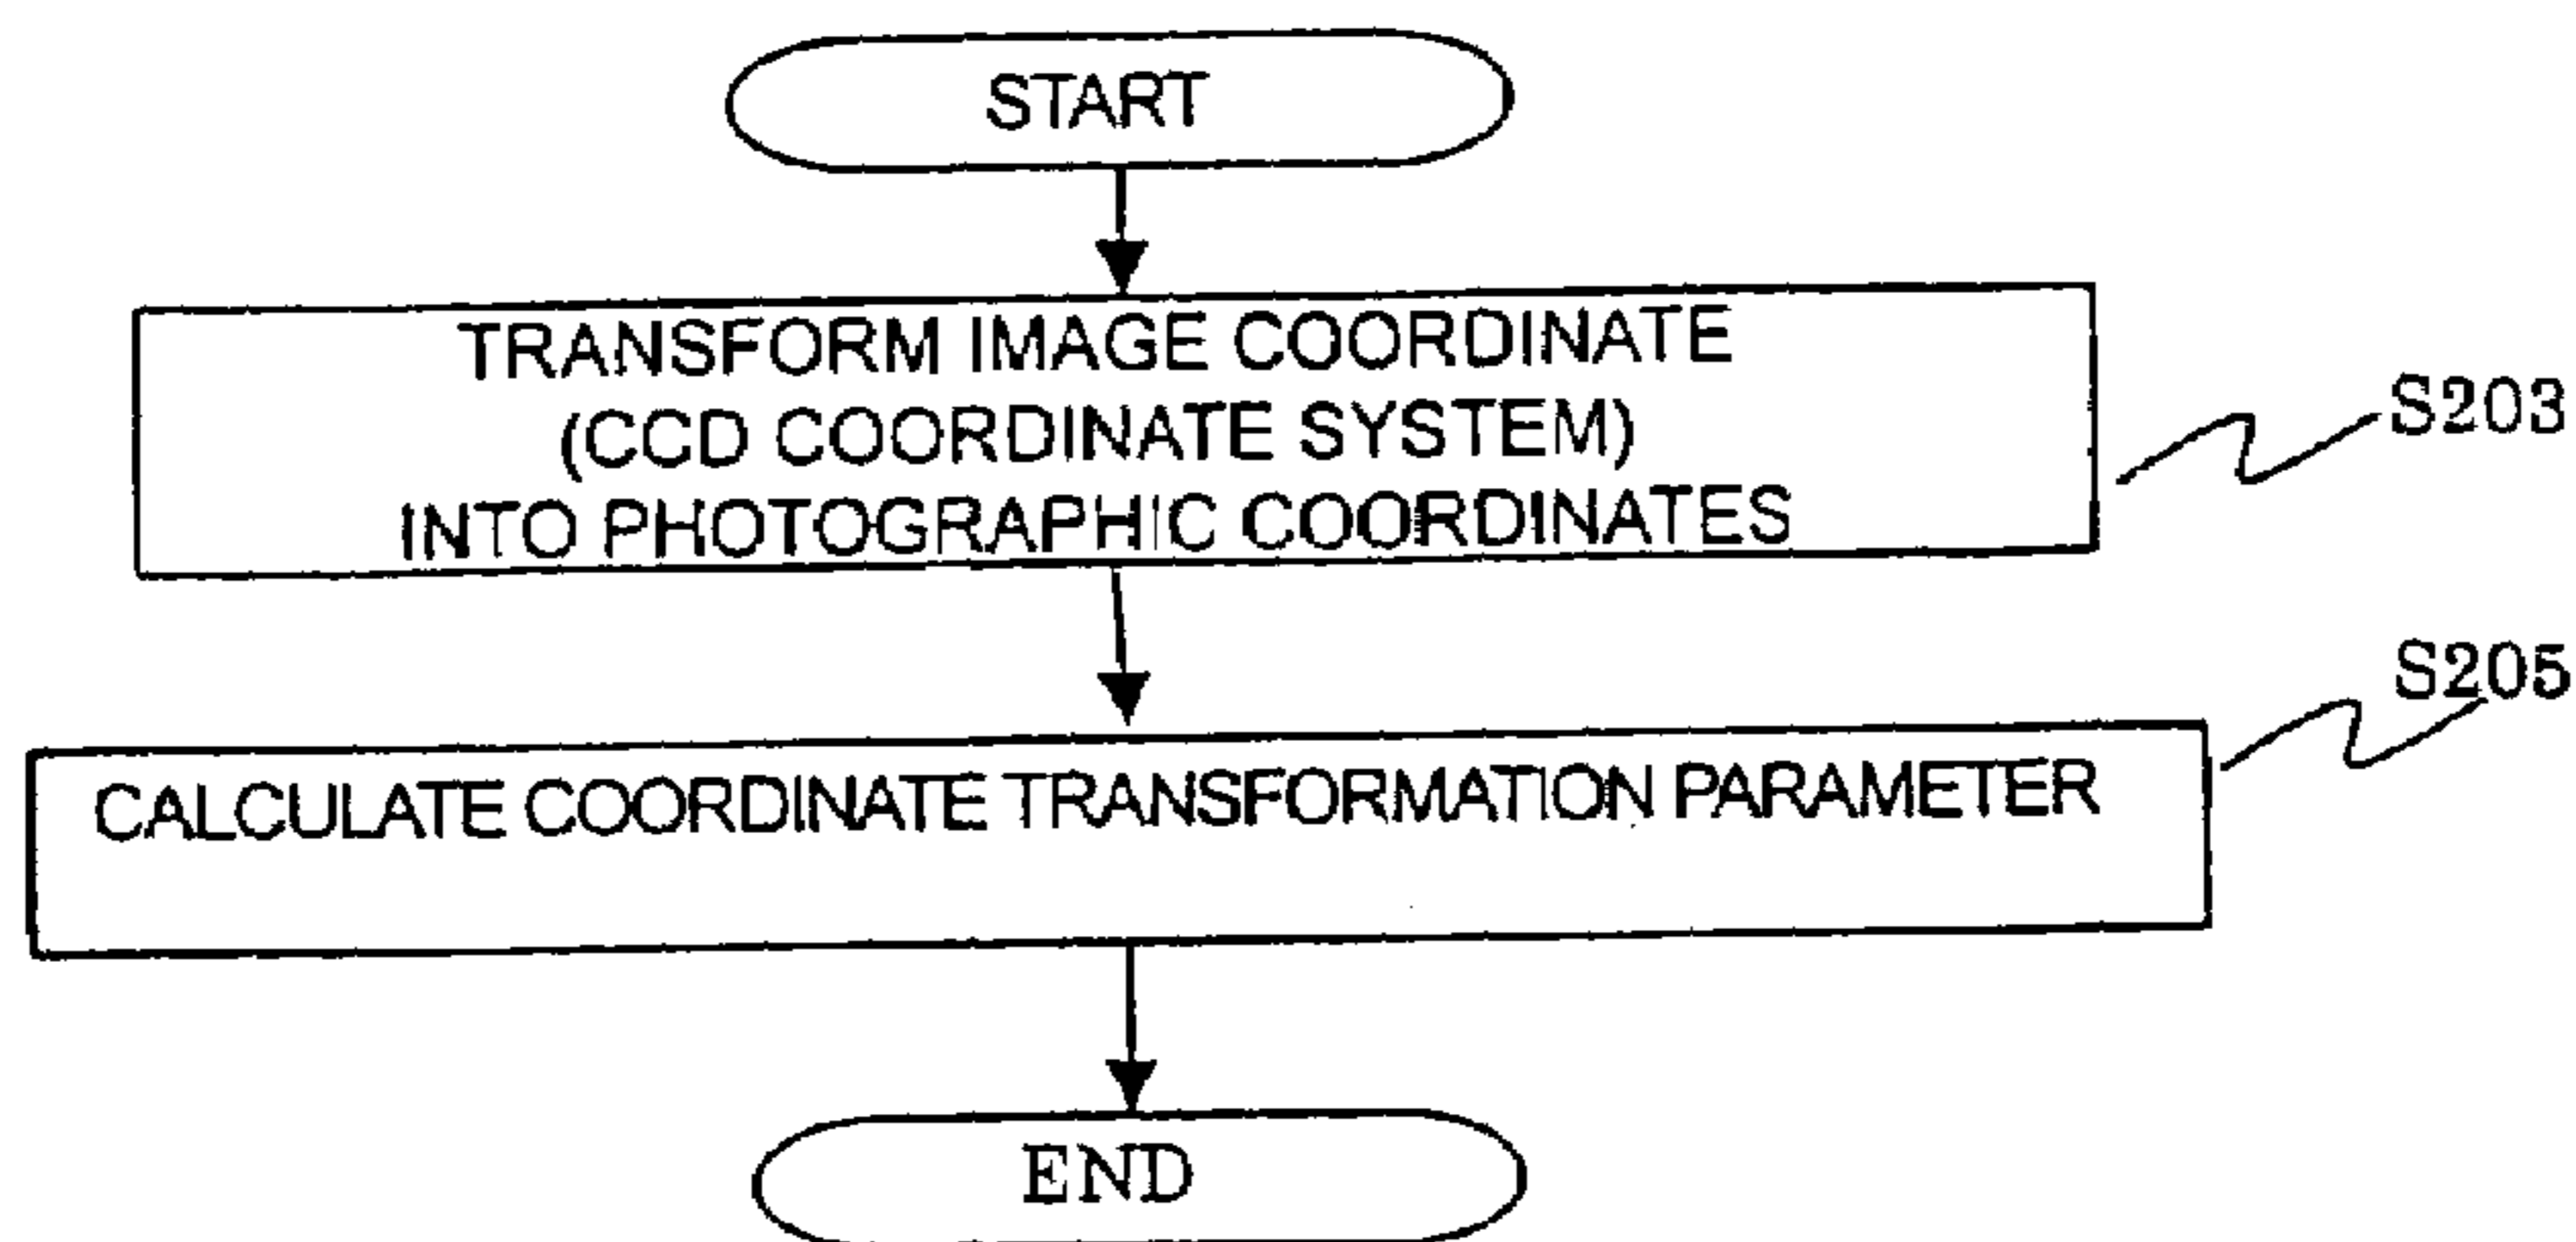 START
TRANSFORM IMAGE COORDINATE
(CCD COORDINATE SYSTEM)
INTO PHOTOGRAPHIC COORDINATES
S203
S205
CALCULATE COORDINATE TRANSFORMATION PARAMETER
END